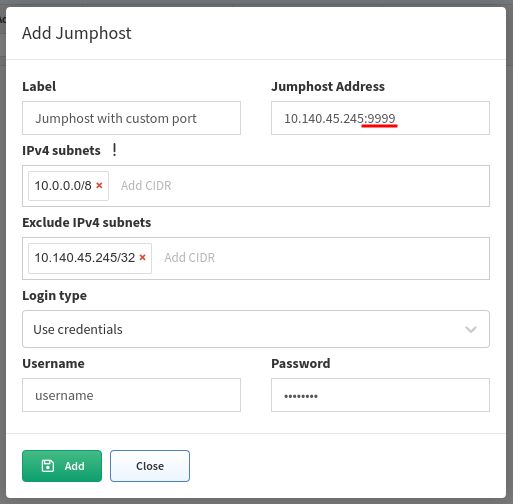 Add Jumphost
Label
Jumphost Address
Jumphost with custom port
10.140.45.245:9999
IPv4 subnets !
10.0.0.0/8 × Add CIDR
Exclude IPv4 subnets
10.140.45.245/32 × Add CIDR
Login type
Use credentials
Username
Password
username
••••••••
Add
Close